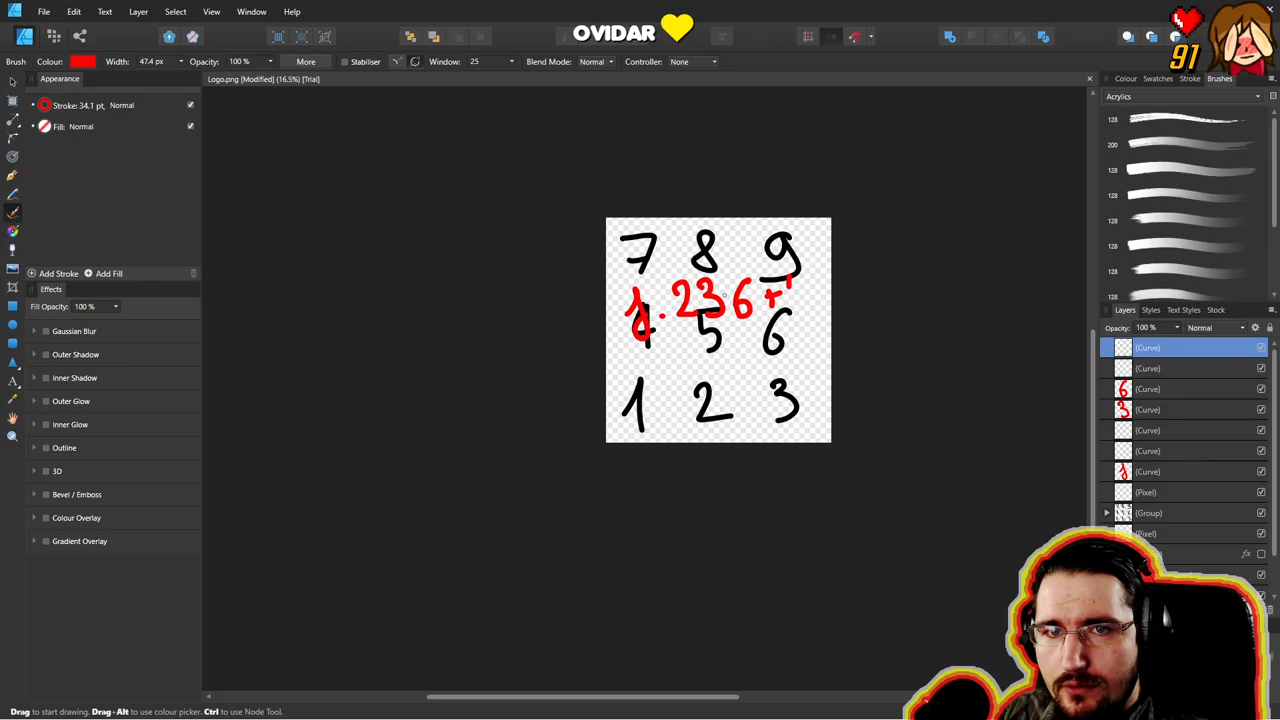 File Edit Text Layer Select View Window Help
OVIDAR
91
Brush Colour: Width: 47.4 px Opacity: 100 % More Stabiliser Window: 25 Blend Mode: Normal Controller: None
Appearance
Logo.png [Modified] (16.5%) [Trial]
Colour Swatches Stroke Brushes
Stroke: 34.1 pt, Normal
Fill: Normal
Acrylics
128
200
128
128
128
128
128
128
7 8 9
j. 236 + 
4 5 6
1 2 3
Add Stroke Add Fill
Effects
Fill Opacity: 100 %
Gaussian Blur
Outer Shadow
Inner Shadow
Outer Glow
Inner Glow
Outline
3D
Bevel / Emboss
Colour Overlay
Gradient Overlay
Layers Styles Text Styles Stock
Opacity: 100 % Normal
(Curve)
(Curve)
(Curve)
(Curve)
(Curve)
(Curve)
(Curve)
(Pixel)
(Group)
(Pixel)
fx
Drag to start drawing. Drag+Alt to use colour picker. Ctrl to use Node Tool.